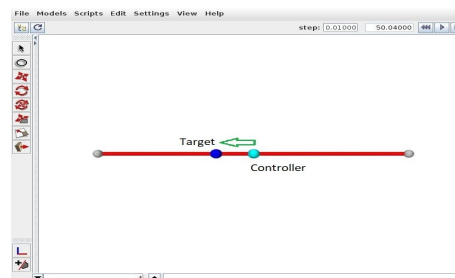 File Models Scripts Edit Settings View Help
step: 0.01000 50.04000
Target
Controller